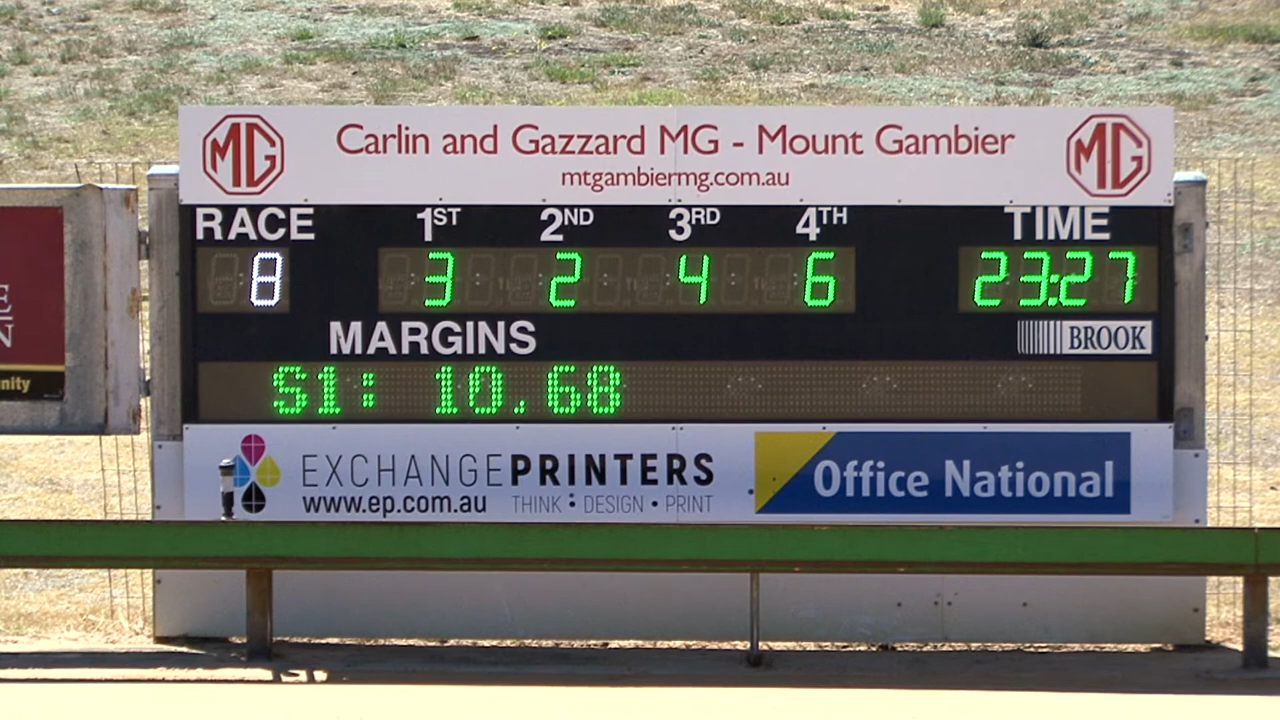 MG Carlin and Gazzard MG - Mount Gambier MG
mtgambiermg.com.au
RACE 1ST 2ND 3RD 4TH TIME
8 3 2 4 6 23:27
MARGINS BROOK
S1: 10.68
EXCHANGEPRINTERS
www.ep.com.au THINK : DESIGN • PRINT
Office National
E
N
nity